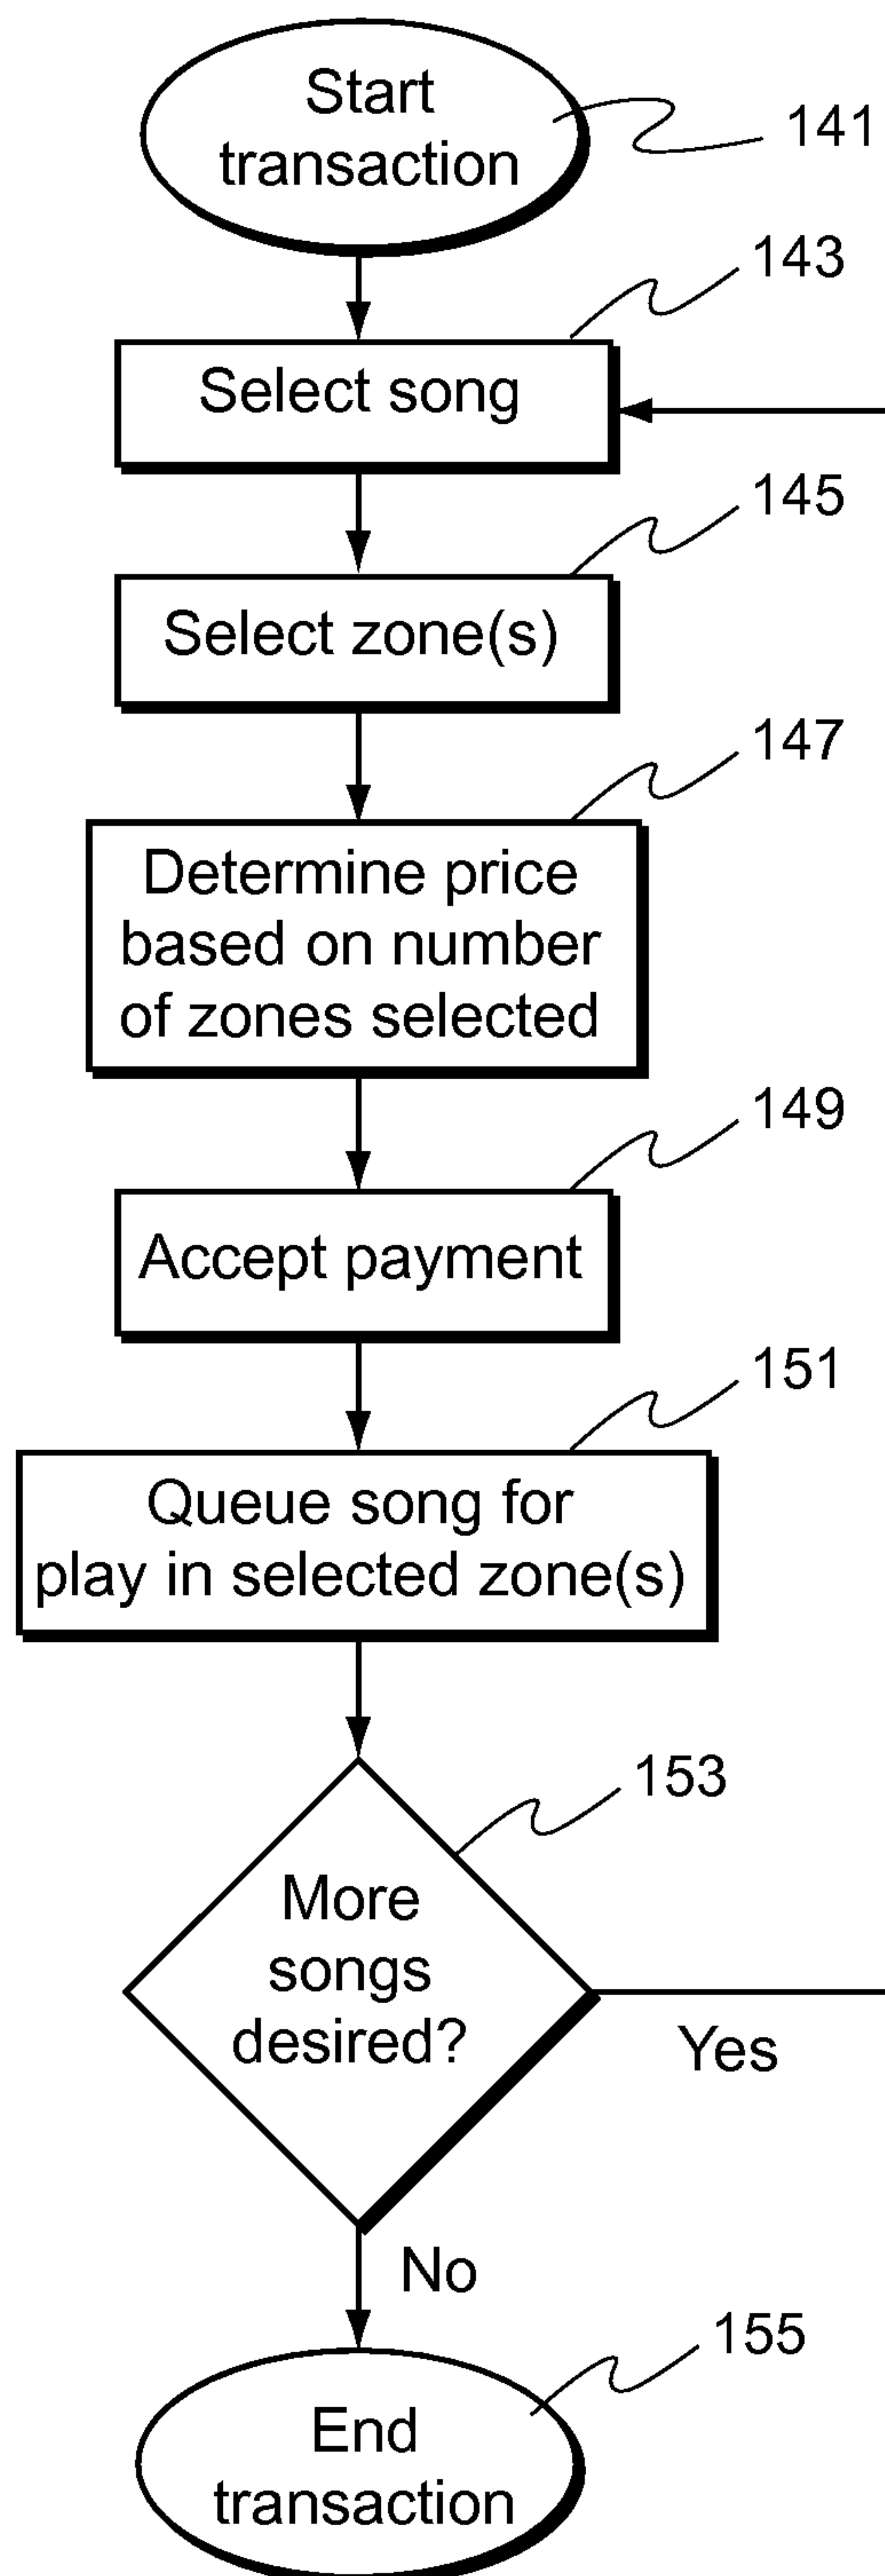 Start
transaction
141
143
Select song
145
Select zone(s)
147
Determine price
based on number
of zones selected
149
Accept payment
151
Queue song for
play in selected zone(s)
153
More
songs
desired?
Yes
No
155
End
transaction